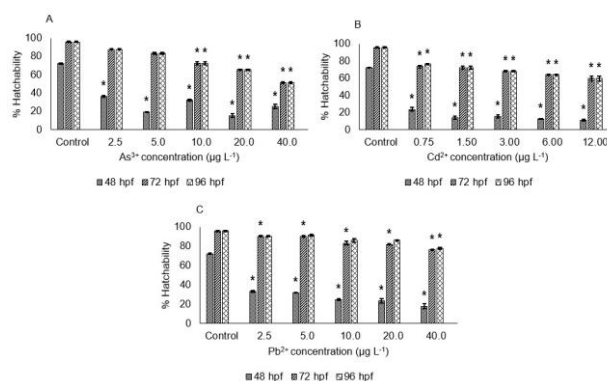 A
% Hatchability
100
80
60
40
20
0
* * * * * * * * * * *
Control 2.5 5.0 10.0 20.0 40.0
As³⁺ concentration (µg L⁻¹)
48 hpf 72 hpf 96 hpf
C
% Hatchability
100
80
60
40
20
0
* * * * * * * * * * * * * * *
Control 0.75 1.50 3.00 6.00 12.00
Cd²⁺ concentration (µg L⁻¹)
48 hpf 72 hpf 96 hpf
C
% Hatchability
100
80
60
40
20
0
* * * * * * * * * * *
Control 2.5 5.0 10.0 20.0 40.0
Pb²⁺ concentration (µg L⁻¹)
48 hpf 72 hpf 96 hpf